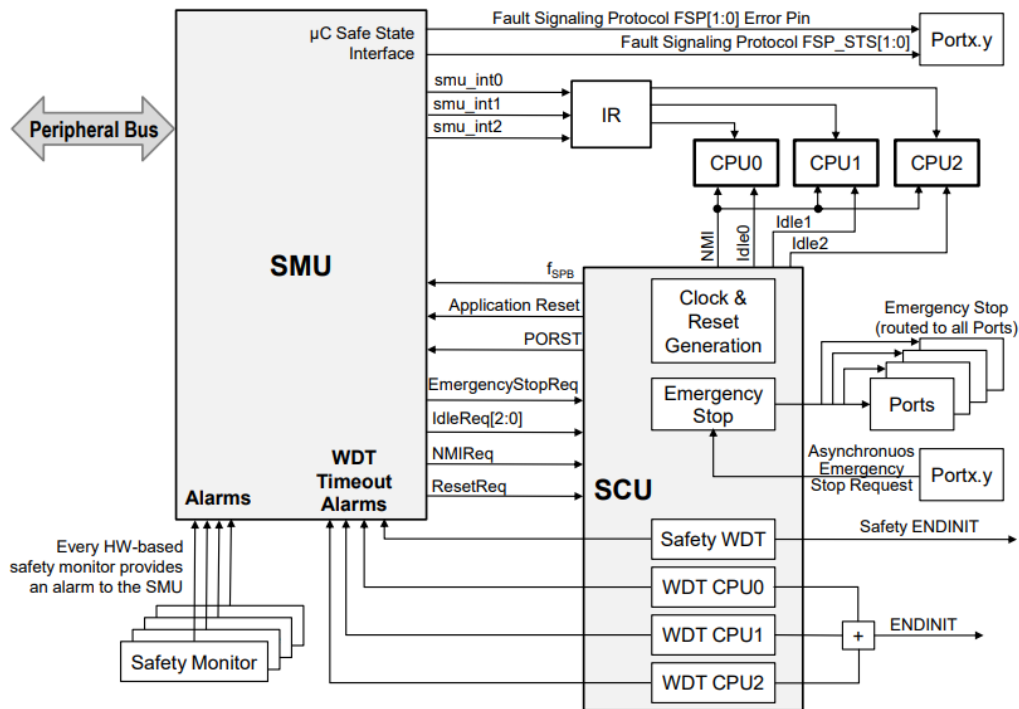 Fault Signaling Protocol FSP[1:0] Error Pin
µC Safe State
Interface
Fault Signaling Protocol FSP_STS[1:0]
Portx.y
smu_int0
smu_int1
smu_int2
IR
Peripheral Bus
CPU0
CPU1
CPU2
NMI
Idle0
Idle1
Idle2
SMU
fSPB
Application Reset
PORST
EmergencyStopReq
IdleReq[2:0]
NMIReq
ResetReq
Clock &
Reset
Generation
Emergency Stop
(routed to all Ports)
Emergency
Stop
Ports
Asynchronuos
Emergency
Stop Request
Portx.y
SCU
WDT
Timeout
Alarms
Alarms
Every HW-based
safety monitor provides
an alarm to the SMU
Safety Monitor
Safety WDT
Safety ENDINIT
WDT CPU0
WDT CPU1
WDT CPU2
+
ENDINIT